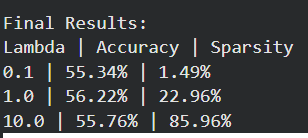 Final Results:
Lambda | Accuracy | Sparsity
0.1 | 55.34% | 1.49%
1.0 | 56.22% | 22.96%
10.0 | 55.76% | 85.96%